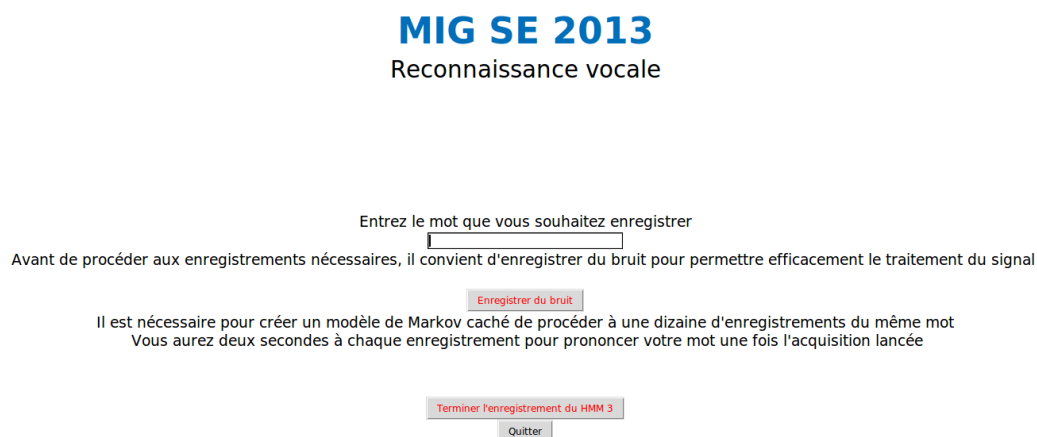 MIG SE 2013
Reconnaissance vocale
Entrez le mot que vous souhaitez enregistrer
Avant de procéder aux enregistrements nécessaires, il convient d'enregistrer du bruit pour permettre efficacement le traitement du signal
Enregistrer du bruit
Il est nécessaire pour créer un modèle de Markov caché de procéder à une dizaine d'enregistrements du même mot
Vous aurez deux secondes à chaque enregistrement pour prononcer votre mot une fois l'acquisition lancée
Terminer l'enregistrement du HMM 3
Quitter